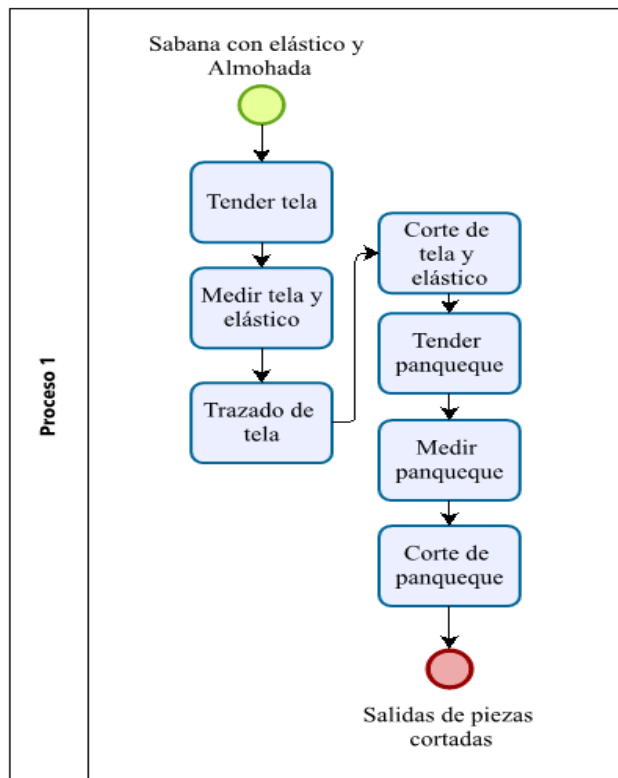 Proceso 1
Sabana con elástico y
Almohada
Tender tela
Medir tela y
elástico
Trazado de
tela
Corte de
tela y
elástico
Tender
panqueque
Medir
panqueque
Corte de
panqueque
Salidas de piezas
cortadas